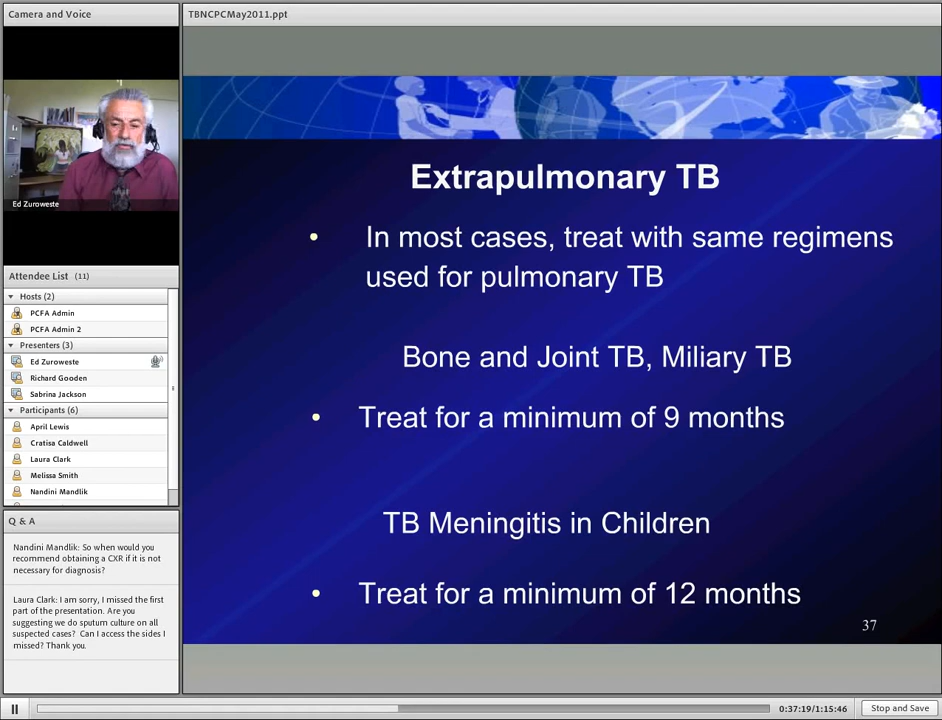 Camera and Voice
Ed Zuroweste
Attendee List (11)
Hosts (2)
PCFA Admin
PCFA Admin 2
Presenters (3)
Ed Zuroweste
Richard Gooden
Sabrina Jackson
Participants (6)
April Lewis
Cratisa Caldwell
Laura Clark
Melissa Smith
Nandini Mandlik
Q & A
Nandini Mandlik: So when would you
recommend obtaining a CXR if it is not
necessary for diagnosis?
Laura Clark: I am sorry, I missed the first
part of the presentation. Are you
suggesting we do sputum culture on all
suspected cases? Can I access the sides I
missed? Thank you.
TBNCPCMay2011.ppt
Extrapulmonary TB
• In most cases, treat with same regimens
used for pulmonary TB
Bone and Joint TB, Miliary TB
• Treat for a minimum of 9 months
TB Meningitis in Children
• Treat for a minimum of 12 months
37
0:37:19/1:15:46
Stop and Save